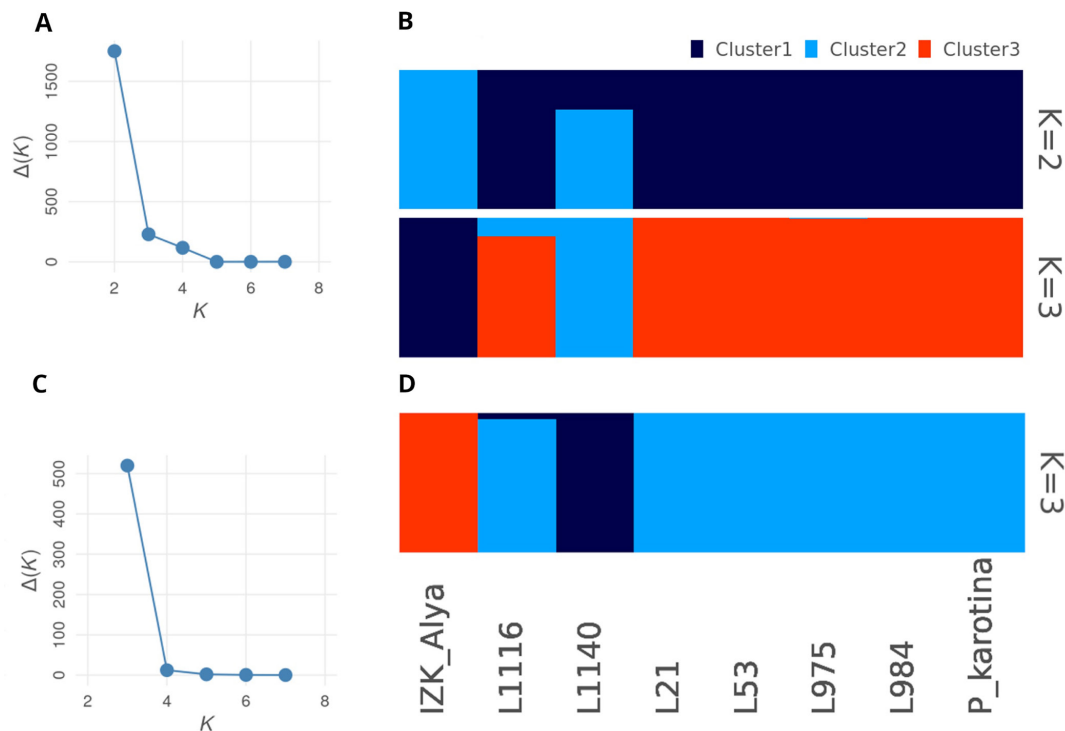 A
Δ(K)
1500
1000
500
0
2 4 6 8
K
B
Cluster1 Cluster2 Cluster3
K=2
K=3
C
Δ(K)
500
400
300
200
100
0
2 4 6 8
K
D
K=3
IZK_Alya
L1116
L1140
L21
L53
L975
L984
P_karotina